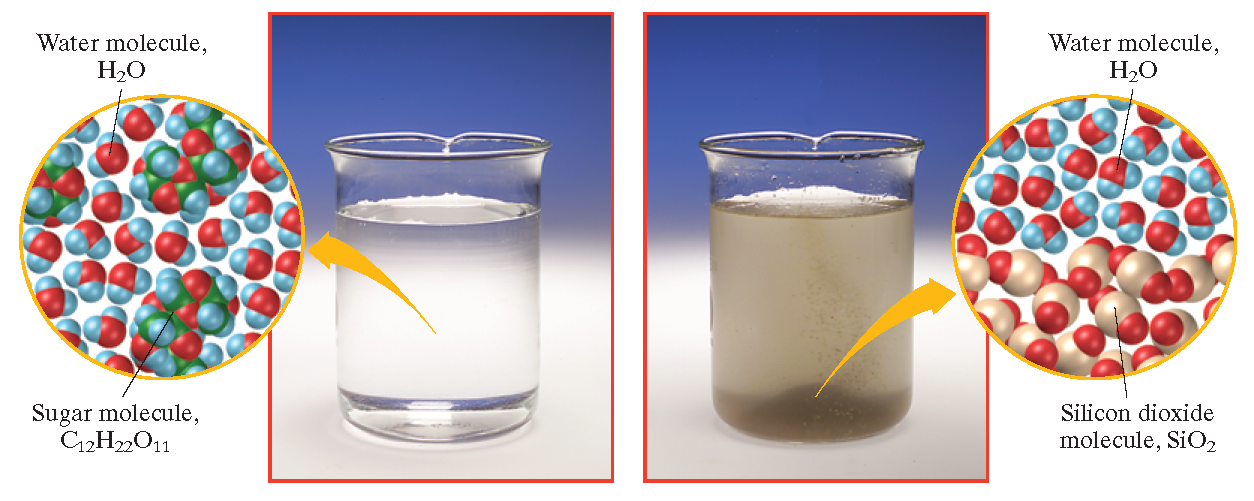 Water molecule,
H₂O
Sugar molecule,
C₁₂H₂₂O₁₁
Water molecule,
H₂O
Silicon dioxide
molecule, SiO₂